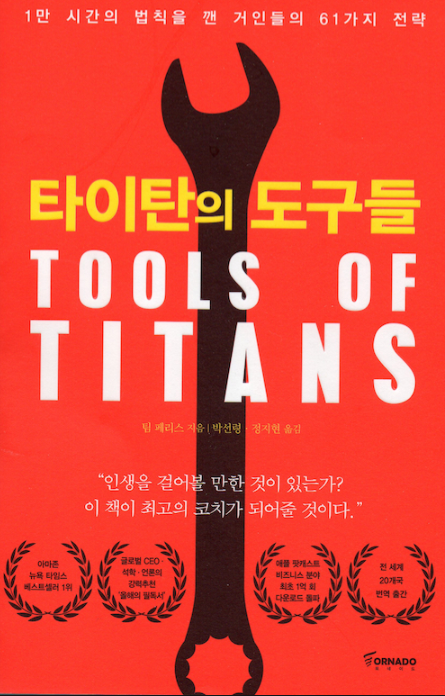 1만 시간의 법칙을 깬 거인들의 61가지 전략
타이탄의 도구들
TOOLS OF
TITANS
팀 페리스 지음 | 박선령·정지현 옮김
“인생을 걸어볼 만한 것이 있는가?
이 책이 최고의 코치가 되어줄 것이다.”
아마존
뉴욕 타임스
베스트셀러 1위
글로벌 CEO·
석학·언론의
강력추천
‘올해의 필독서’
애플 팟캐스트
비즈니스 분야
최초 1억 회
다운로드 돌파
전 세계
20개국
번역 출간
TORNADO
토네이도